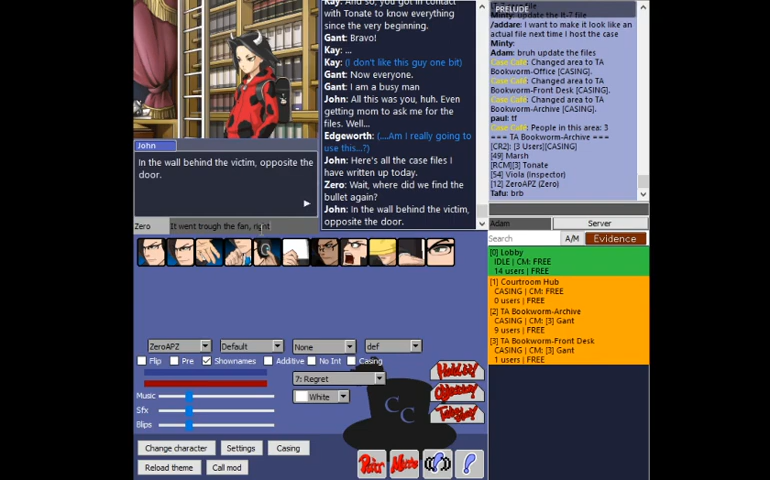 John
In the wall behind the victim, opposite the
door.
Zero
It went trough the fan, right
Kay: And so, you got in contact
with Tonate to know everything
since the very beginning.
Gant: Bravo!
Kay: ...
Kay: (I don't like this guy one bit)
Gant: Now everyone.
Gant: I am a busy man
John: All this was you, huh. Even
getting mom to ask me for the
files. Well...
Edgeworth: (....Am I really going to
use this...?)
John: Here's all the case files I
have written up today.
Zero: Wait, where did we find the
bullet again?
John: In the wall behind the victim,
opposite the door.
PRELUDE
Minty: update the it-7 file
/addare: I want to make it look like an
actual file next time I host the case
Minty:
Adam: bruh update the files
Case Café: Changed area to TA
Bookworm-Office [CASING].
Case Café: Changed area to TA
Bookworm-Front Desk [CASING].
Case Café: Changed area to TA
Bookworm-Archive [CASING].
paul: tf
Case Café: People in this area: 3
=== TA Bookworm-Archive ===
[CR2]: [3 Users][CASING]
[49] Marsh
[RCM][3] Tonate
[54] Viola (Inspector)
[12] ZeroAPZ (Zero)
Tafu: brb
Adam
Server
Search
A/M
Evidence
[0] Lobby
IDLE | CM: FREE
14 users | FREE
[1] Courtroom Hub
CASING | CM: FREE
0 users | FREE
[2] TA Bookworm-Archive
CASING | CM: [3] Gant
9 users | FREE
[3] TA Bookworm-Front Desk
CASING | CM: [3] Gant
1 users | FREE
ZeroAPZ
Default
None
def
Flip
Pre
Shownames
Additive
No Int
Casing
7: Regret
White
Music
Sfx
Blips
Hold it!
Objection!
Take that!
C C
Change character
Settings
Casing
Reload theme
Call mod
Pair
Mute